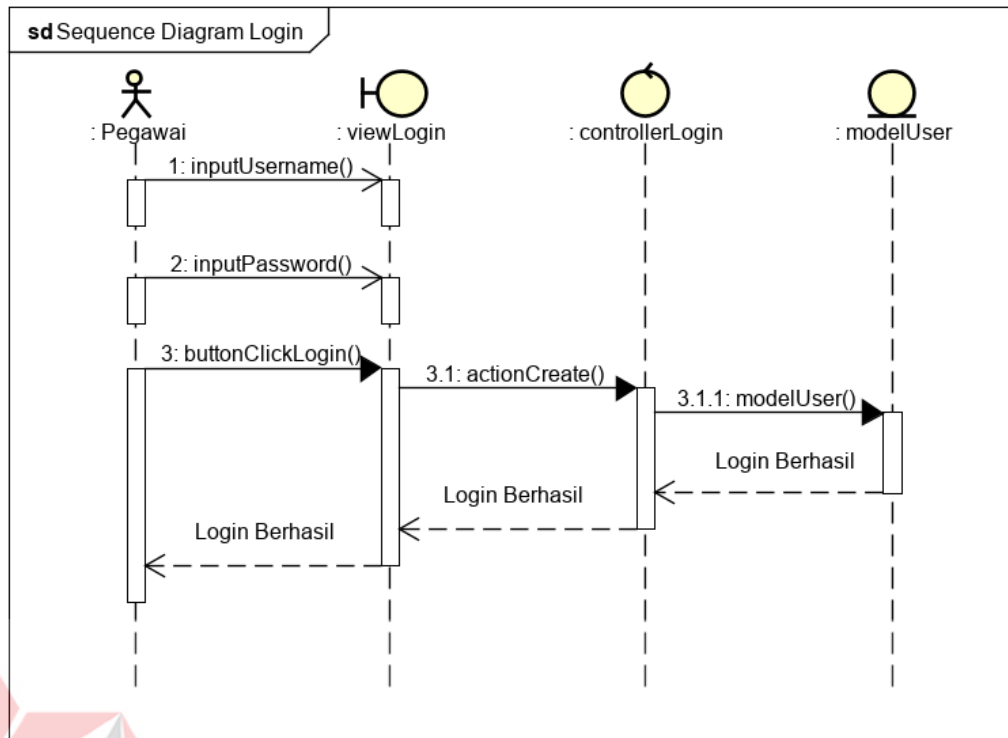 sd Sequence Diagram Login
: Pegawai
: viewLogin
: controllerLogin
: modelUser
1: inputUsername()
2: inputPassword()
3: buttonClickLogin()
3.1: actionCreate()
3.1.1: modelUser()
Login Berhasil
Login Berhasil
Login Berhasil